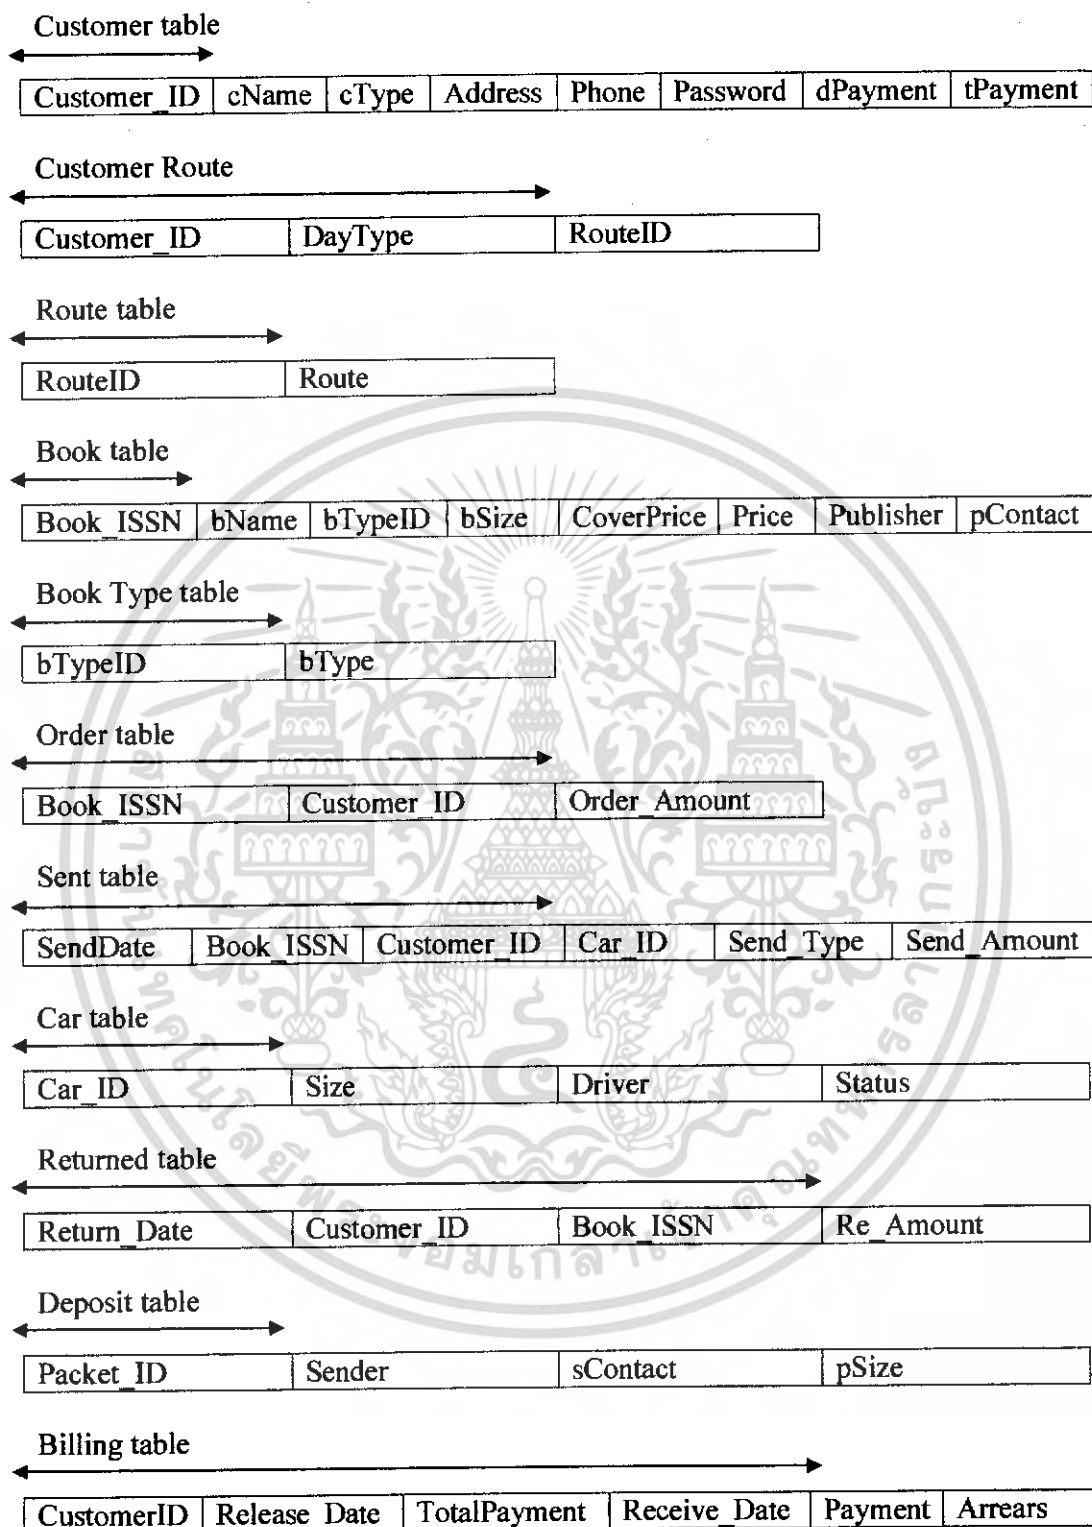 Customer table
Customer_ID cName cType Address Phone Password dPayment tPayment
Customer Route
Customer_ID DayType RouteID
Route table
RouteID Route
Book table
Book_ISSN bName bTypeID bSize CoverPrice Price Publisher pContact
Book Type table
bTypeID bType
Order table
Book_ISSN Customer_ID Order_Amount
Sent table
SendDate Book_ISSN Customer_ID Car_ID Send_Type Send_Amount
Car table
Car_ID Size Driver Status
Returned table
Return_Date Customer_ID Book_ISSN Re_Amount
Deposit table
Packet_ID Sender sContact pSize
Billing table
CustomerID Release_Date TotalPayment Receive_Date Payment Arrears